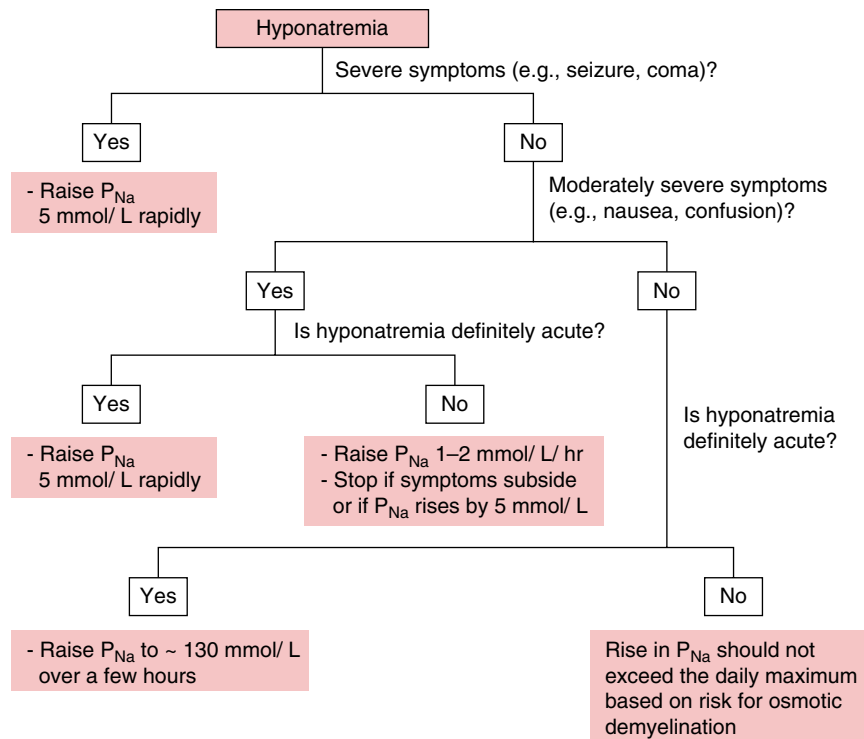 Hyponatremia
Severe symptoms (e.g., seizure, coma)?
Yes
No
- Raise PNa
5 mmol/ L rapidly
Moderately severe symptoms
(e.g., nausea, confusion)?
Yes
No
Is hyponatremia definitely acute?
Yes
No
Is hyponatremia
definitely acute?
- Raise PNa
5 mmol/ L rapidly
- Raise PNa 1–2 mmol/ L/ hr
- Stop if symptoms subside
or if PNa rises by 5 mmol/ L
Yes
No
- Raise PNa to ~ 130 mmol/ L
over a few hours
Rise in PNa should not
exceed the daily maximum
based on risk for osmotic
demyelination